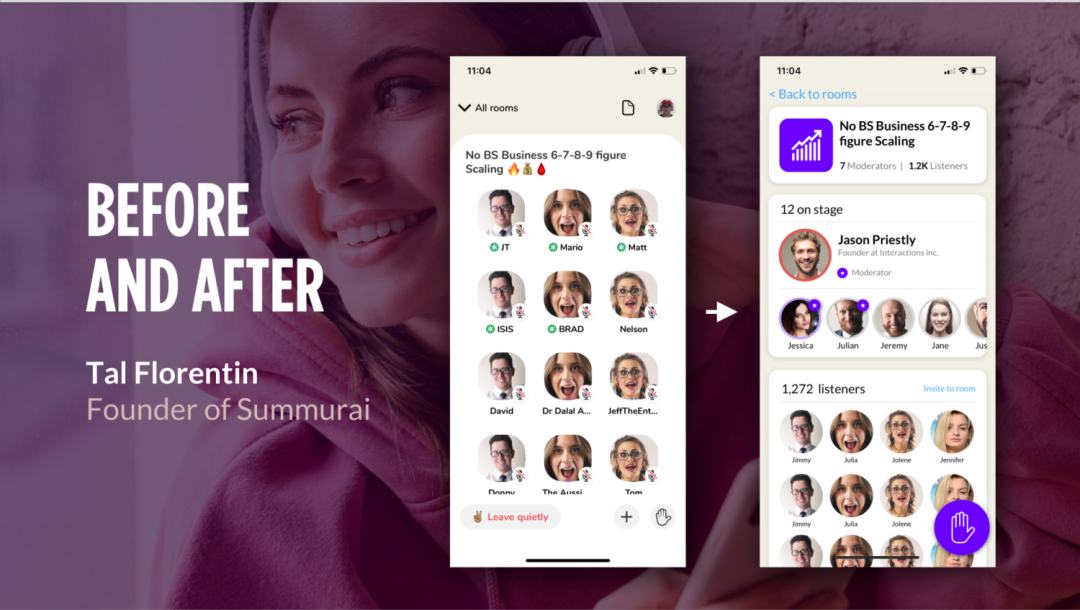 BEFORE
AND AFTER
Tal Florentin
Founder of Summurai
11:04
All rooms
No BS Business 6-7-8-9 figure
Scaling 🔥💰🩸
JT
Mario
Matt
ISIS
BRAD
Nelson
David
Dr Dalal A...
JeffTheEnt...
Donny
The Aussi
Tom
✌🏽 Leave quietly
11:04
< Back to rooms
No BS Business 6-7-8-9
figure Scaling
7 Moderators | 1.2K Listeners
12 on stage
Jason Priestly
Founder at Interactions inc.
Moderator
Jessica
Julian
Jeremy
Jane
Jus
1,272 listeners
Invite to room
Jimmy
Julia
Jolene
Jennifer
Jimmy
Julia
Jolene